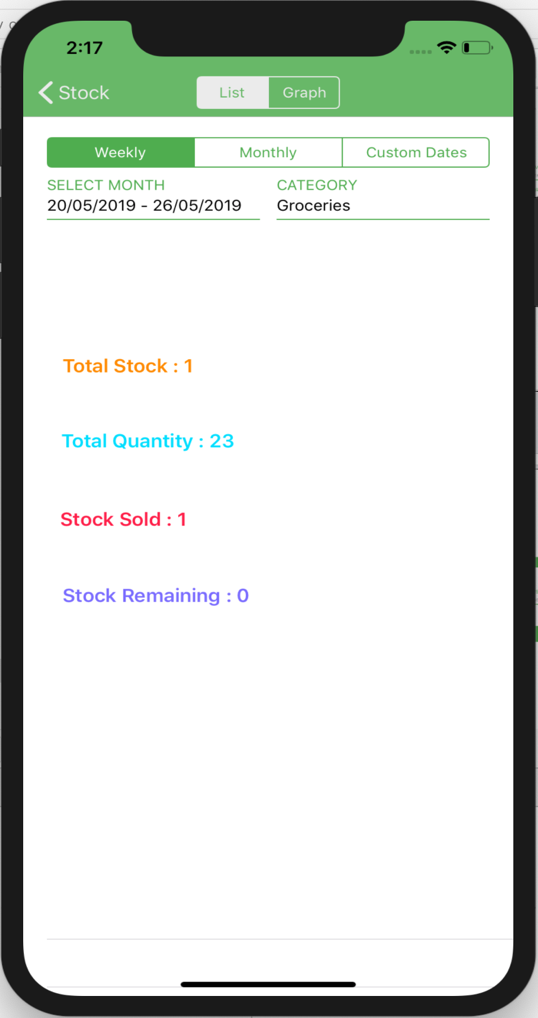 2:17
Stock
List Graph
Weekly Monthly Custom Dates
SELECT MONTH CATEGORY
20/05/2019 - 26/05/2019 Groceries
Total Stock : 1
Total Quantity : 23
Stock Sold : 1
Stock Remaining : 0